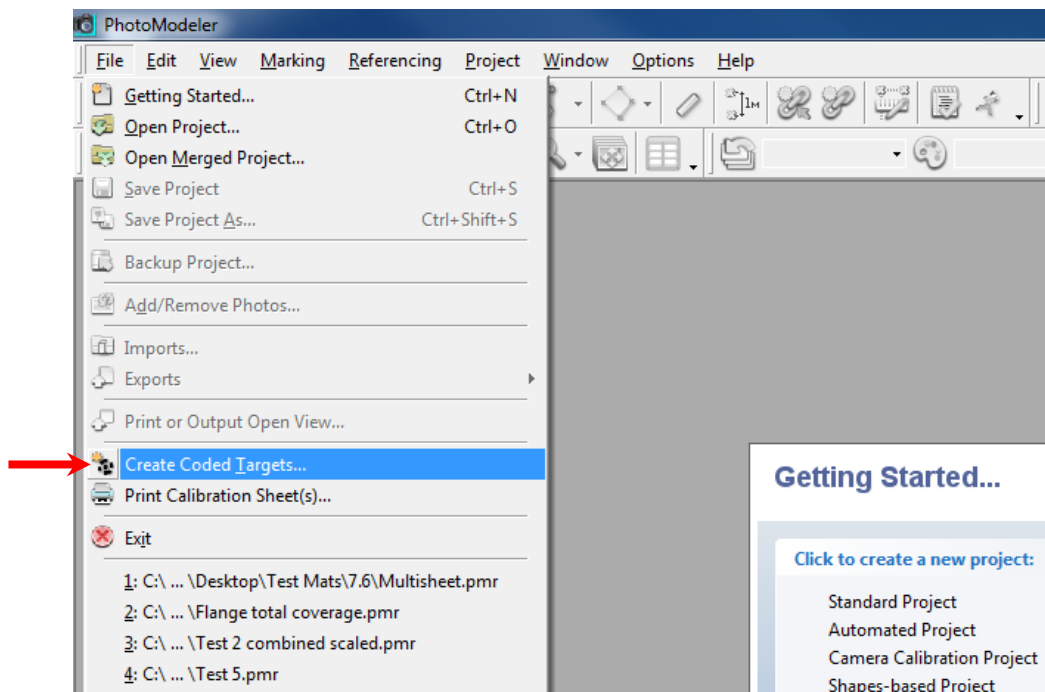 PhotoModeler
File Edit View Marking Referencing Project Window Options Help
Getting Started... Ctrl+N
Open Project... Ctrl+O
Open Merged Project...
Save Project Ctrl+S
Save Project As... Ctrl+Shift+S
Backup Project...
Add/Remove Photos...
Imports...
Exports
Print or Output Open View...
Create Coded Targets...
Print Calibration Sheet(s)...
Exit
1: C:\ ... \Desktop\Test Mats\7.6\Multisheet.pmr
2: C:\ ... \Flange total coverage.pmr
3: C:\ ... \Test 2 combined scaled.pmr
4: C:\ ... \Test 5.pmr
1M
Getting Started...
Click to create a new project:
Standard Project
Automated Project
Camera Calibration Project
Shapes-based Project